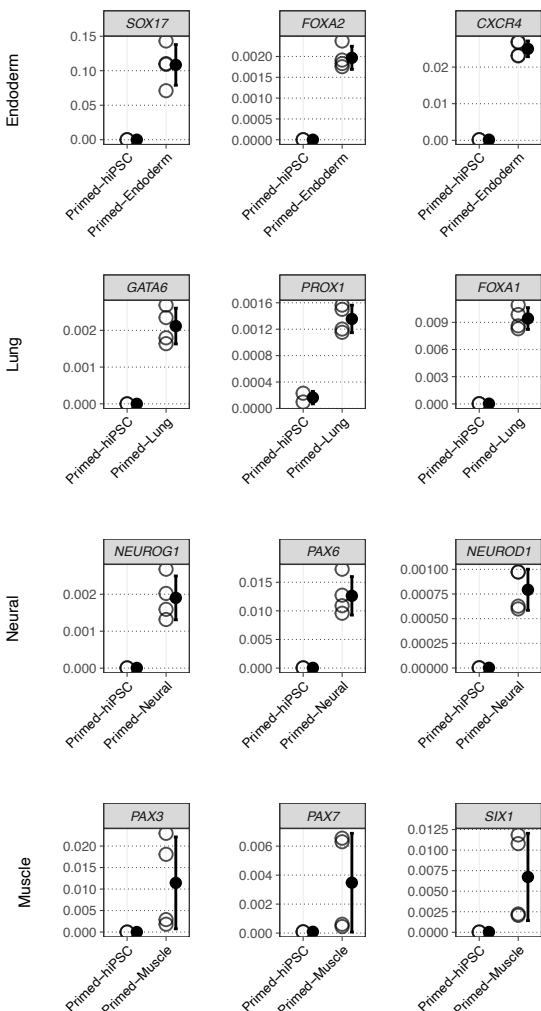 Endoderm
SOX17
0.15
0.10
0.05
0.00
Primed–hiPSC
Primed–Endoderm
FOXA2
0.0020
0.0015
0.0010
0.0005
0.0000
Primed–hiPSC
Primed–Endoderm
CXCR4
0.02
0.01
0.00
Primed–hiPSC
Primed–Endoderm
Lung
GATA6
0.002
0.001
0.000
Primed–hiPSC
Primed–Lung
PROX1
0.0016
0.0012
0.0008
0.0004
0.0000
Primed–hiPSC
Primed–Lung
FOXA1
0.009
0.006
0.003
0.000
Primed–hiPSC
Primed–Lung
Neural
NEUROG1
0.002
0.001
0.000
Primed–hiPSC
Primed–Neural
PAX6
0.015
0.010
0.005
0.000
Primed–hiPSC
Primed–Neural
NEUROD1
0.00100
0.00075
0.00050
0.00025
0.00000
Primed–hiPSC
Primed–Neural
Muscle
PAX3
0.020
0.015
0.010
0.005
0.000
Primed–hiPSC
Primed–Muscle
PAX7
0.006
0.004
0.002
0.000
Primed–hiPSC
Primed–Muscle
SIX1
0.0125
0.0100
0.0075
0.0050
0.0025
0.0000
Primed–hiPSC
Primed–Muscle